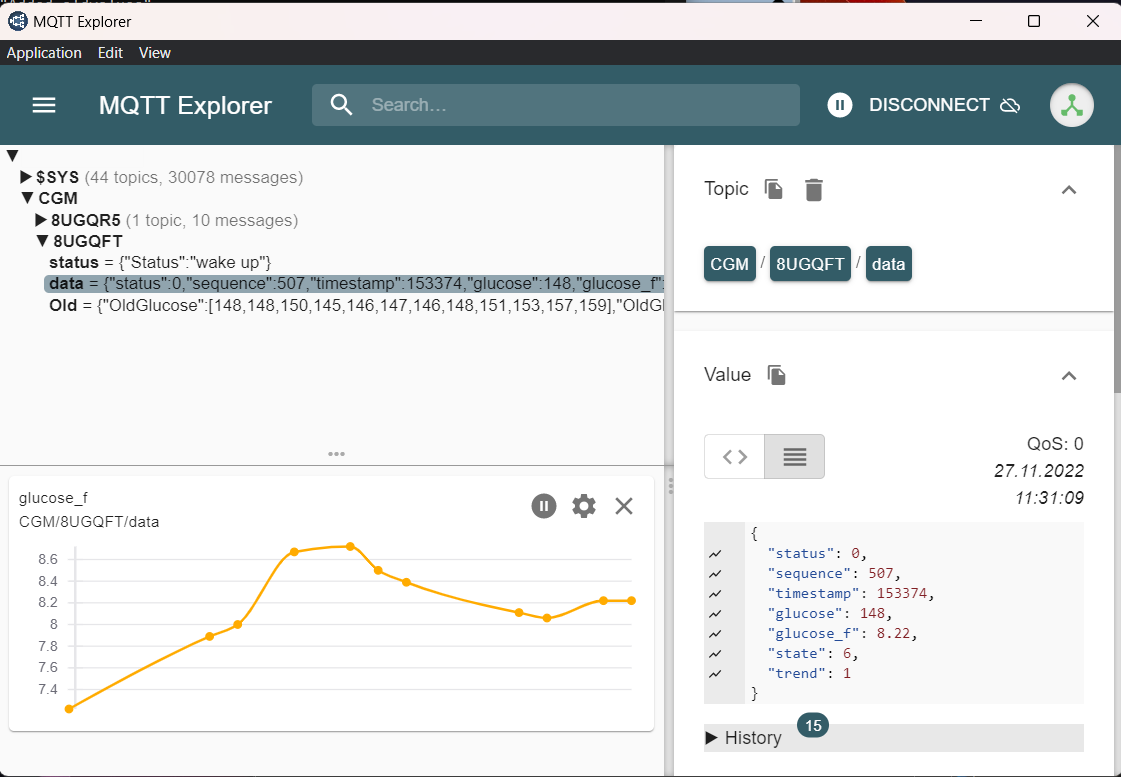 MQTT Explorer
Application Edit View
MQTT Explorer
Search...
DISCONNECT
$SYS (44 topics, 30078 messages)
CGM
8UGQR5 (1 topic, 10 messages)
8UGQFT
status = {"Status":"wake up"}
data = {"status":0,"sequence":507,"timestamp":153374,"glucose":148,"glucose_f":
Old = {"OldGlucose":[148,148,150,145,146,147,146,148,151,153,157,159],"OldGl
glucose_f
CGM/8UGQFT/data
8.6
8.4
8.2
8
7.8
7.6
7.4
Topic
CGM / 8UGQFT / data
Value
QoS: 0
27.11.2022
11:31:09
{
"status": 0,
"sequence": 507,
"timestamp": 153374,
"glucose": 148,
"glucose_f": 8.22,
"state": 6,
"trend": 1
}
History 15